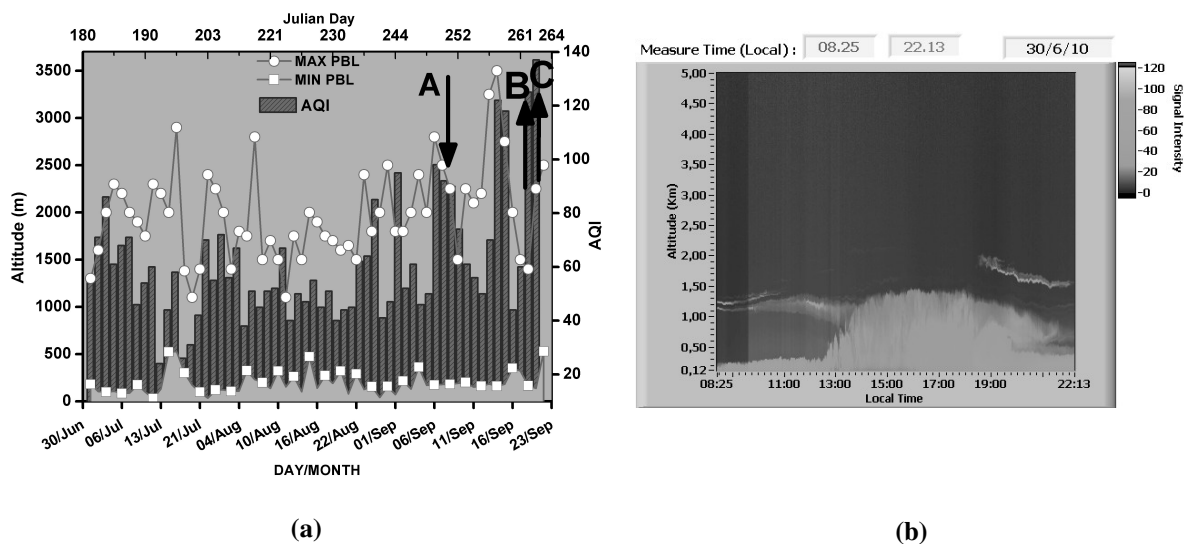 Julian Day
180 190 203 221 230 244 252 261 264
3500
3000
2500
2000
1500
1000
500
0
Altitude (m)
MAX PBL
MIN PBL
AQI
A
B
C
140
120
100
80
60
40
20
AQI
30/Jun 06/Jul 13/Jul 21/Jul 04/Aug 10/Aug 16/Aug 22/Aug 01/Sep 06/Sep 11/Sep 16/Sep 23/Sep
DAY/MONTH
(a)
Measure Time (Local) : 08.25 22.13 30/6/10
5,00
4,50
4,00
3,50
3,00
2,50
2,00
1,50
1,00
0,50
0,12
Altitude (Km)
08:25 11:00 13:00 15:00 17:00 19:00 22:13
Local Time
120
100
80
60
40
20
0
Signal Intensity
(b)